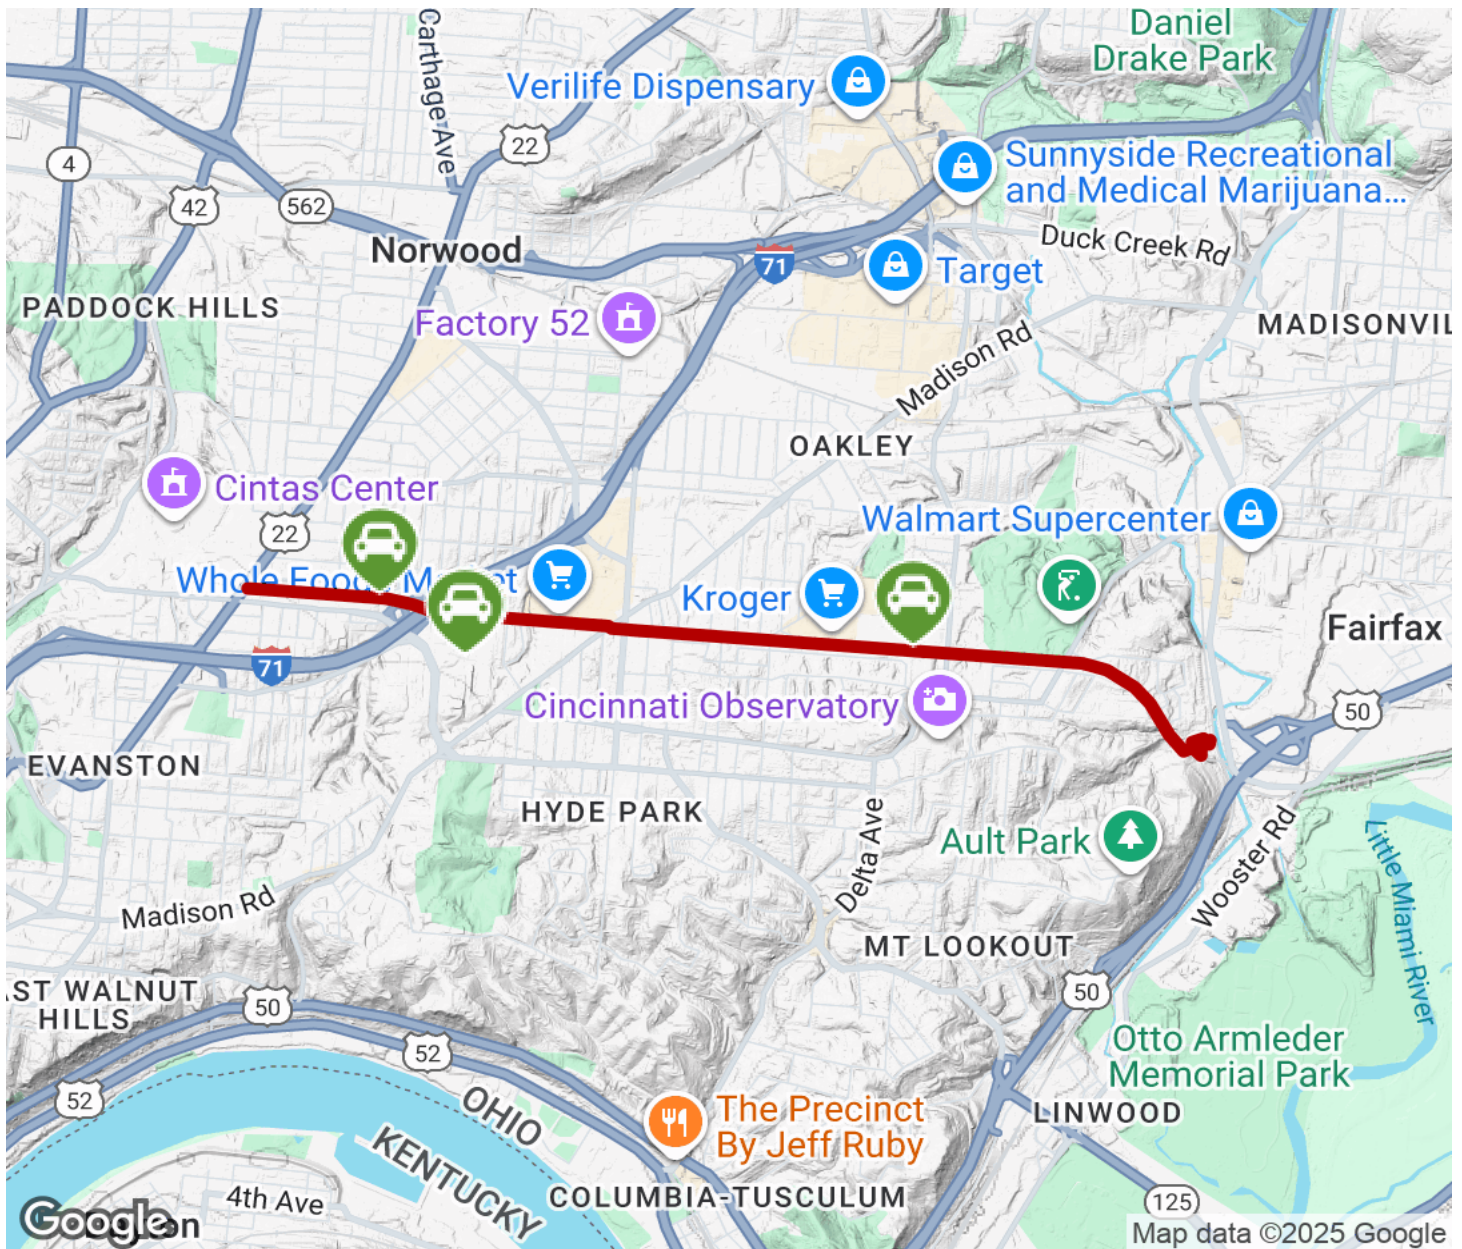 Daniel
Drake Park
Carthage Ave
Verilife Dispensary
22
Sunnyside Recreational
and Medical Marijuana...
4
42
562
Duck Creek Rd
Norwood
71
Target
PADDOCK HILLS
Factory 52
MADISONVIL
Madison Rd
OAKLEY
Cintas Center
22
Walmart Supercenter
Whole Foods Market
Kroger
Fairfax
71
Cincinnati Observatory
50
EVANSTON
HYDE PARK
Delta Ave
Ault Park
Wooster Rd
Little Miami River
Madison Rd
MT LOOKOUT
AST WALNUT
HILLS
50
50
52
52
Otto Armleder
Memorial Park
OHIO
KENTUCKY
The Precinct
By Jeff Ruby
LINWOOD
4th Ave
COLUMBIA-TUSCULUM
125
Google
Map data ©2025 Google